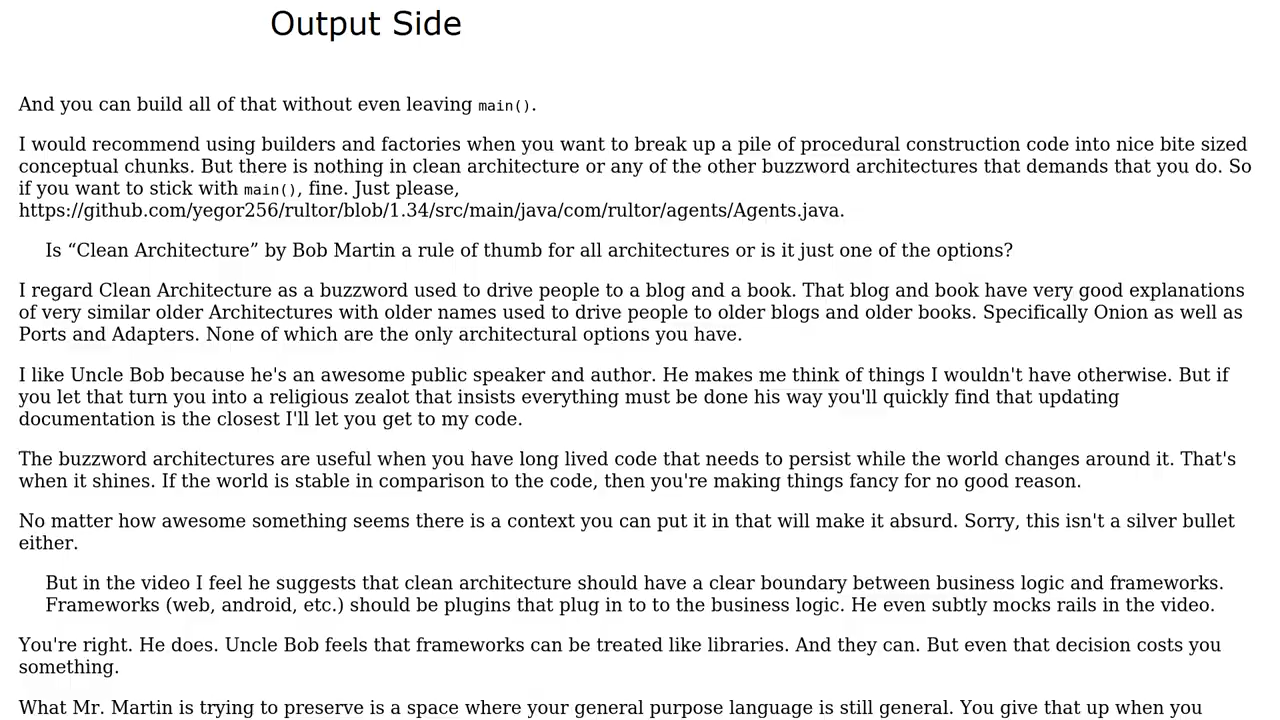 Output Side
And you can build all of that without even leaving main().
I would recommend using builders and factories when you want to break up a pile of procedural construction code into nice bite sized
conceptual chunks. But there is nothing in clean architecture or any of the other buzzword architectures that demands that you do. So
if you want to stick with main(), fine. Just please,
https://github.com/yegor256/rultor/blob/1.34/src/main/java/com/rultor/agents/Agents.java.
Is “Clean Architecture” by Bob Martin a rule of thumb for all architectures or is it just one of the options?
I regard Clean Architecture as a buzzword used to drive people to a blog and a book. That blog and book have very good explanations
of very similar older Architectures with older names used to drive people to older blogs and older books. Specifically Onion as well as
Ports and Adapters. None of which are the only architectural options you have.
I like Uncle Bob because he's an awesome public speaker and author. He makes me think of things I wouldn't have otherwise. But if
you let that turn you into a religious zealot that insists everything must be done his way you'll quickly find that updating
documentation is the closest I'll let you get to my code.
The buzzword architectures are useful when you have long lived code that needs to persist while the world changes around it. That's
when it shines. If the world is stable in comparison to the code, then you're making things fancy for no good reason.
No matter how awesome something seems there is a context you can put it in that will make it absurd. Sorry, this isn't a silver bullet
either.
But in the video I feel he suggests that clean architecture should have a clear boundary between business logic and frameworks.
Frameworks (web, android, etc.) should be plugins that plug in to to the business logic. He even subtly mocks rails in the video.
You're right. He does. Uncle Bob feels that frameworks can be treated like libraries. And they can. But even that decision costs you
something.
What Mr. Martin is trying to preserve is a space where your general purpose language is still general. You give that up when you